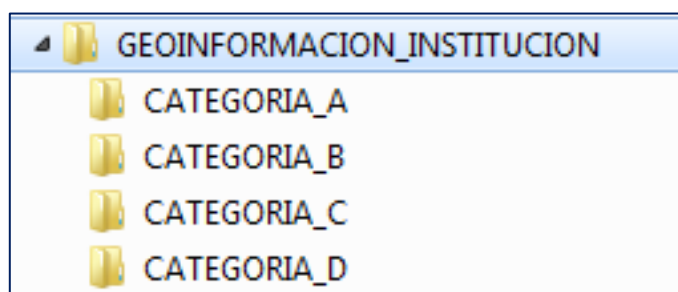 GEOINFORMACION_INSTITUCION
CATEGORIA_A
CATEGORIA_B
CATEGORIA_C
CATEGORIA_D